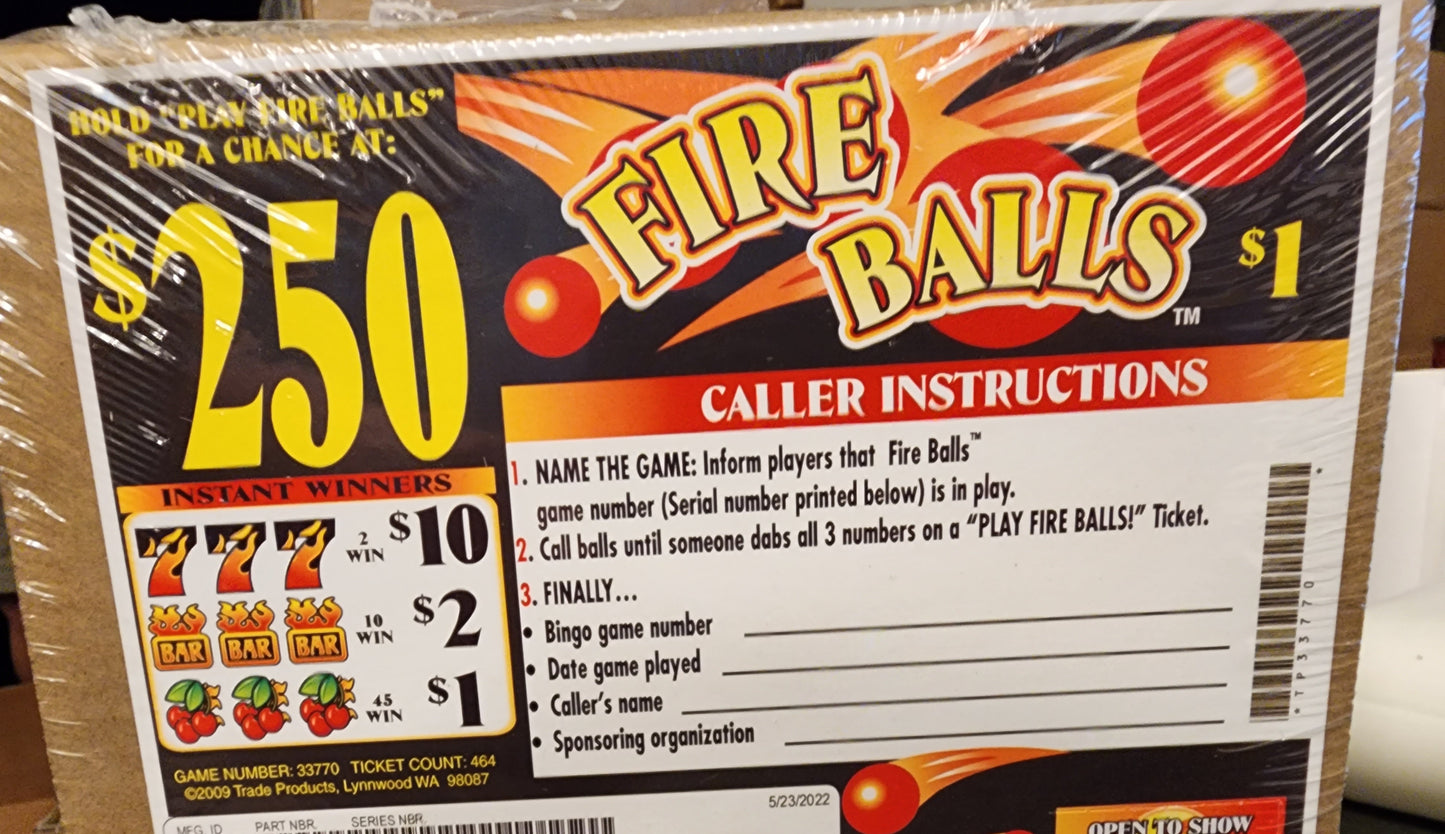 HOLD "PLAY FIRE BALLS"
FOR A CHANCE AT:
$250
FIRE
BALLS™
$1
INSTANT WINNERS
777 2 WIN $10
BAR BAR BAR 10 WIN $2
45 WIN $1
GAME NUMBER: 33770 TICKET COUNT: 464
©2009 Trade Products, Lynnwood WA 98087
CALLER INSTRUCTIONS
1. NAME THE GAME: Inform players that Fire Balls™
game number (Serial number printed below) is in play.
2. Call balls until someone dabs all 3 numbers on a "PLAY FIRE BALLS!" Ticket.
3. FINALLY...
• Bingo game number
• Date game played
• Caller's name
• Sponsoring organization
*TP33770*
5/23/2022
MFG. ID PART NBR. SERIES NBR.
OPEN TO SHOW